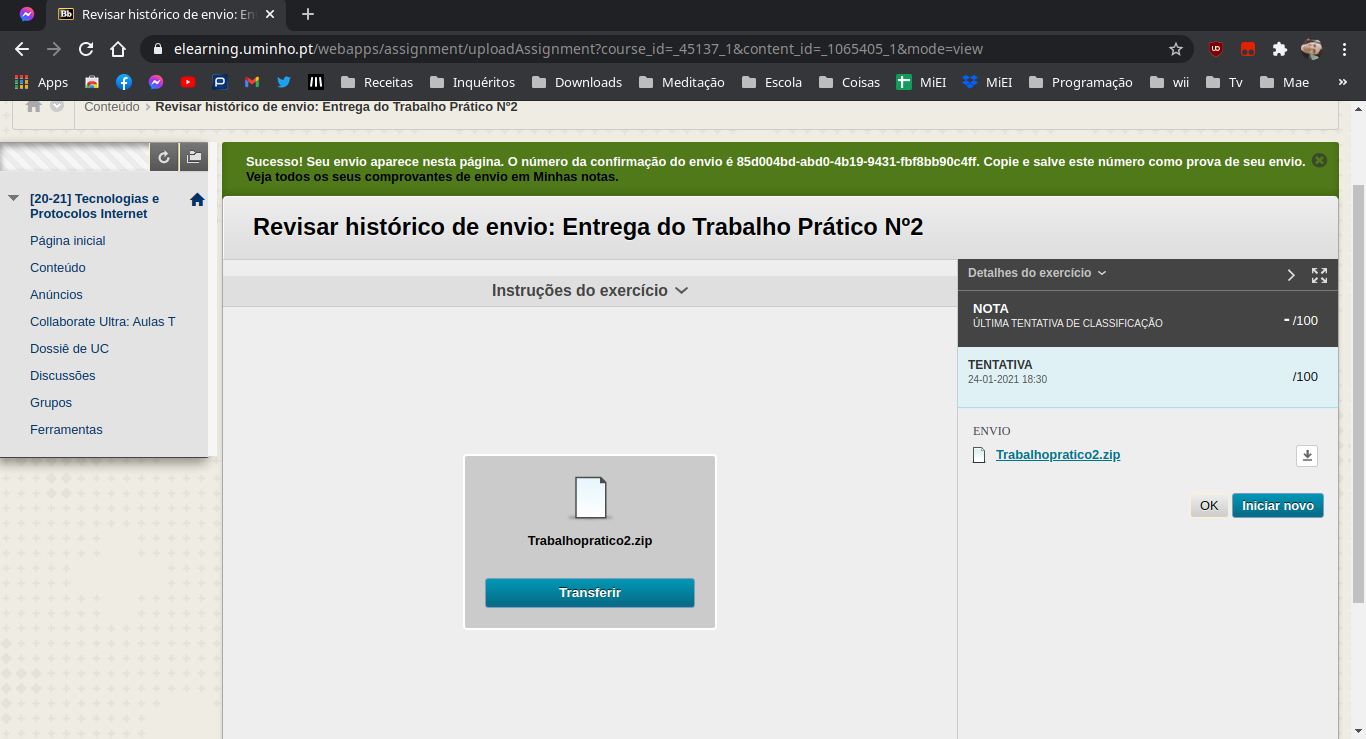 Revisar histórico de envio: En
elearning.uminho.pt/webapps/assignment/uploadAssignment?course_id=_45137_1&content_id=_1065405_1&mode=view
Apps
Receitas
Inquéritos
Downloads
Meditação
Escola
Coisas
MiEI
MiEI
Programação
wii
Tv
Mae
»
Conteúdo > Revisar histórico de envio: Entrega do Trabalho Prático Nº2
Sucesso! Seu envio aparece nesta página. O número da confirmação do envio é 85d004bd-abd0-4b19-9431-fbf8bb90c4ff. Copie e salve este número como prova de seu envio.
Veja todos os seus comprovantes de envio em Minhas notas.
[20-21] Tecnologias e
Protocolos Internet
Página inicial
Conteúdo
Anúncios
Collaborate Ultra: Aulas T
Dossiê de UC
Discussões
Grupos
Ferramentas
Revisar histórico de envio: Entrega do Trabalho Prático Nº2
Instruções do exercício
Trabalhopratico2.zip
Transferir
Detalhes do exercício
NOTA
ÚLTIMA TENTATIVA DE CLASSIFICAÇÃO
- /100
TENTATIVA
24-01-2021 18:30
/100
ENVIO
Trabalhopratico2.zip
OK
Iniciar novo